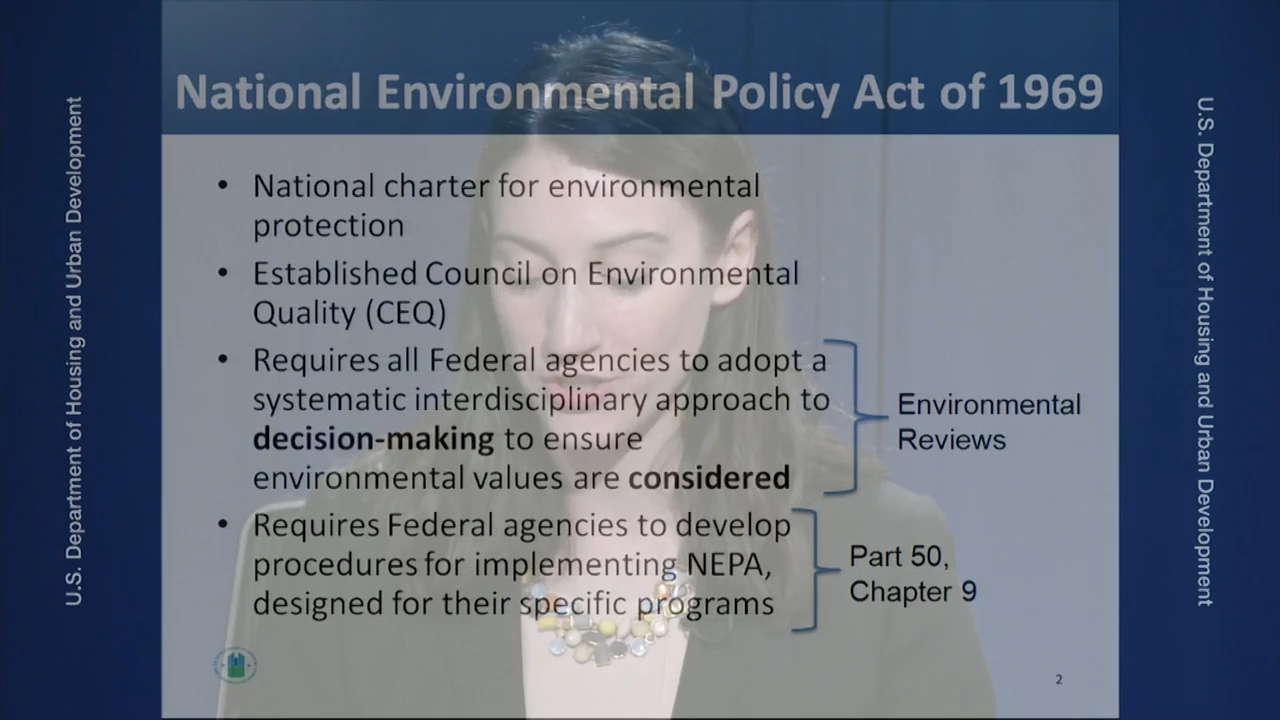 National Environmental Policy Act of 1969
• National charter for environmental
protection
• Established Council on Environmental
Quality (CEQ)
• Requires all Federal agencies to adopt a
systematic interdisciplinary approach to
decision-making to ensure
environmental values are considered
Environmental
Reviews
• Requires Federal agencies to develop
procedures for implementing NEPA,
designed for their specific programs
Part 50,
Chapter 9
2
U.S. Department of Housing and Urban Development
U.S. Department of Housing and Urban Development